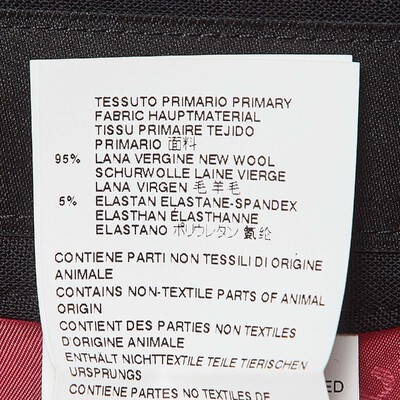 TESSUTO PRIMARIO PRIMARY
FABRIC HAUPTMATERIAL
TISSU PRIMAIRE TEJIDO
PRIMARIO 面料
95% LANA VERGINE NEW WOOL
SCHURWOLLE LAINE VIERGE
LANA VIRGEN 毛 羊毛
5% ELASTAN ELASTANE-SPANDEX
ELASTHAN ÉLASTHANNE
ELASTANO ポリウレタン 氨纶
CONTIENE PARTI NON TESSILI DI ORIGINE
ANIMALE
CONTAINS NON-TEXTILE PARTS OF ANIMAL
ORIGIN
CONTIENT DES PARTIES NON TEXTILES
D'ORIGINE ANIMALE
ENTHÄLT NICHTTEXTILE TEILE TIERISCHEN
URSPRUNGS
CONTIENE PARTES NO TEXTILES DE